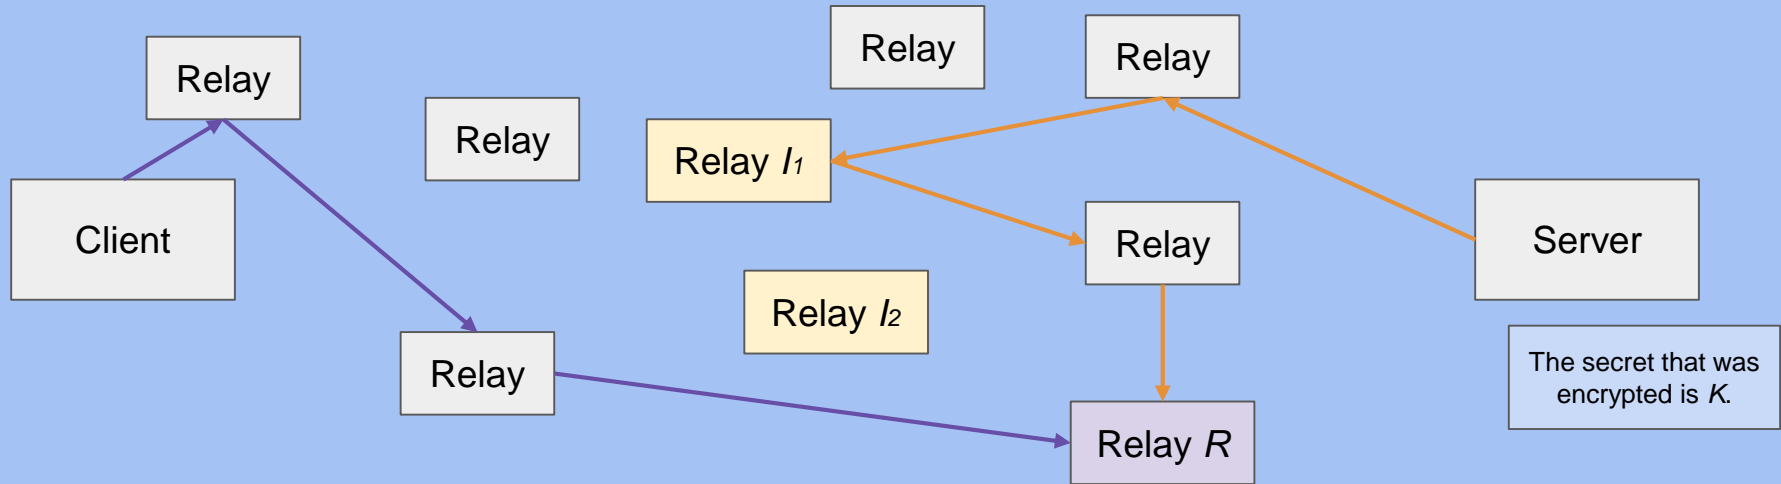 Relay
Relay
Relay
Relay
Relay I1
Client
Relay
Server
Relay I2
Relay
The secret that was
encrypted is K.
Relay R